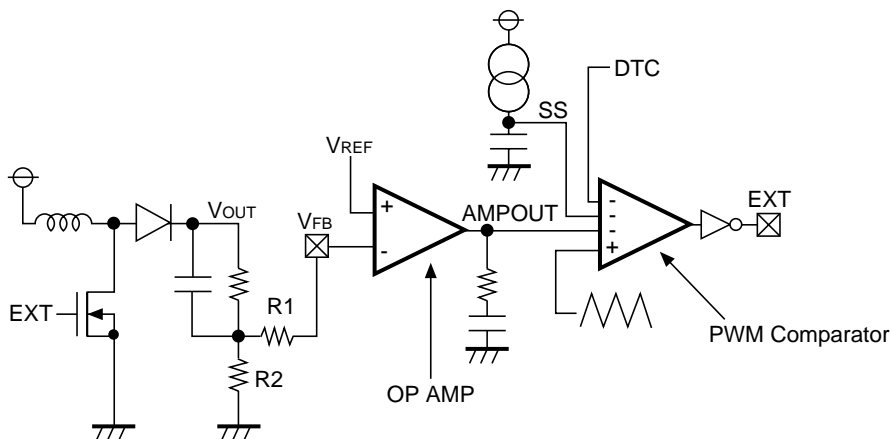 DTC
SS
VREF
EXT
VOUT
VFB
AMPOUT
+
-
-
-
-
+
R1
EXT
PWM Comparator
R2
OP AMP